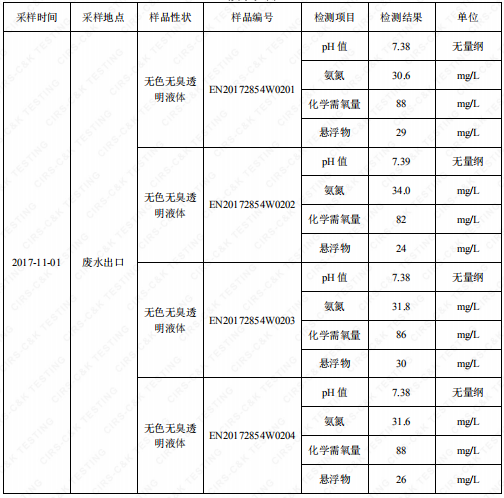 采样时间 采样地点 样品性状 样品编号 检测项目 检测结果 单位
2017-11-01 废水出口
无色无臭透
明液体
EN20172854W0201
pH 值 7.38 无量纲
氨氮 30.6 mg/L
化学需氧量 88 mg/L
悬浮物 29 mg/L
无色无臭透
明液体
EN20172854W0202
pH 值 7.39 无量纲
氨氮 34.0 mg/L
化学需氧量 82 mg/L
悬浮物 24 mg/L
无色无臭透
明液体
EN20172854W0203
pH 值 7.38 无量纲
氨氮 31.8 mg/L
化学需氧量 86 mg/L
悬浮物 30 mg/L
无色无臭透
明液体
EN20172854W0204
pH 值 7.38 无量纲
氨氮 31.6 mg/L
化学需氧量 88 mg/L
悬浮物 26 mg/L
CIRS-C&K TESTING